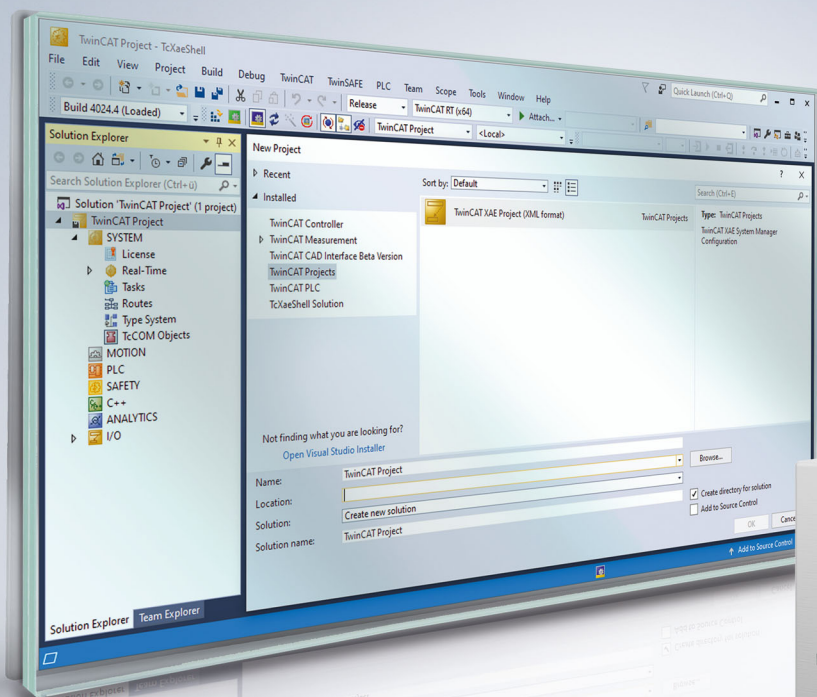 TwinCAT Project - TcXaeShell
File Edit View Project Build Debug TwinCAT TwinSAFE PLC Team Scope Tools Window Help
Quick Launch (Ctrl+Q)
Release TwinCAT RT (x64) Attach...
Build 4024.4 (Loaded) TwinCAT Project <Local>
Solution Explorer
Search Solution Explorer (Ctrl+ü)
Solution 'TwinCAT Project' (1 project)
TwinCAT Project
SYSTEM
License
Real-Time
Tasks
Routes
Type System
TcCOM Objects
MOTION
PLC
SAFETY
C++
ANALYTICS
I/O
Solution Explorer Team Explorer
New Project
? X
Recent
Installed
TwinCAT Controller
TwinCAT Measurement
TwinCAT CAD Interface Beta Version
TwinCAT Projects
TwinCAT PLC
TcXaeShell Solution
Not finding what you are looking for?
Open Visual Studio Installer
Sort by: Default
TwinCAT XAE Project (XML format) TwinCAT Projects
Search (Ctrl+E)
Type: TwinCAT Projects
TwinCAT XAE System Manager
Configuration
Name: TwinCAT Project
Location:
Browse...
Solution: Create new solution
Solution name: TwinCAT Project
Create directory for solution
Add to Source Control
OK Cance
Add to Source Control